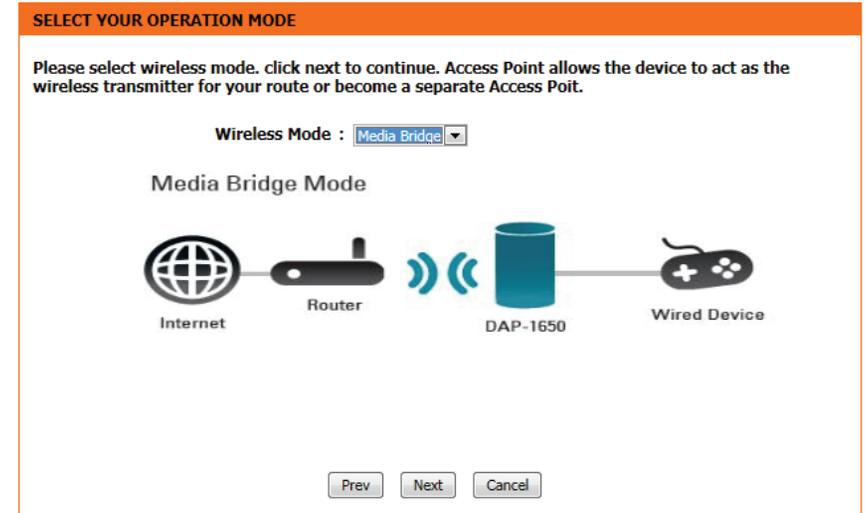 SELECT YOUR OPERATION MODE
Please select wireless mode. click next to continue. Access Point allows the device to act as the
wireless transmitter for your route or become a separate Access Poit.
Wireless Mode : Media Bridge
Media Bridge Mode
Internet
Router
DAP-1650
Wired Device
Prev Next Cancel